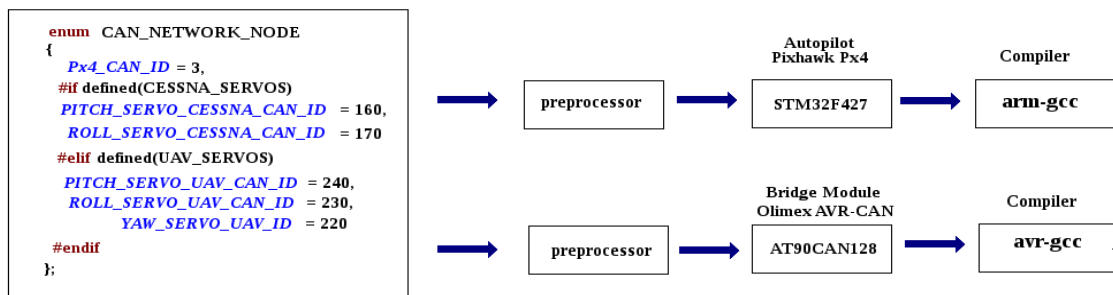 enum CAN_NETWORK_NODE
{
Px4_CAN_ID = 3,
#if defined(CESSNA_SERVOS)
PITCH_SERVO_CESSNA_CAN_ID = 160,
ROLL_SERVO_CESSNA_CAN_ID = 170
#elif defined(UAV_SERVOS)
PITCH_SERVO_UAV_CAN_ID = 240,
ROLL_SERVO_UAV_CAN_ID = 230,
YAW_SERVO_UAV_ID = 220
#endif
};
preprocessor
Autopilot
Pixhawk Px4
STM32F427
Compiler
arm-gcc
preprocessor
Bridge Module
Olimex AVR-CAN
AT90CAN128
Compiler
avr-gcc